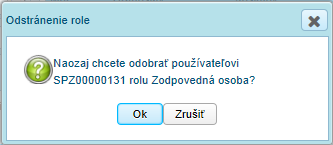 Odstránenie role
Naozaj chcete odobrať používateľovi
SPZ00000131 rolu Zodpovedná osoba?
Ok Zrušiť